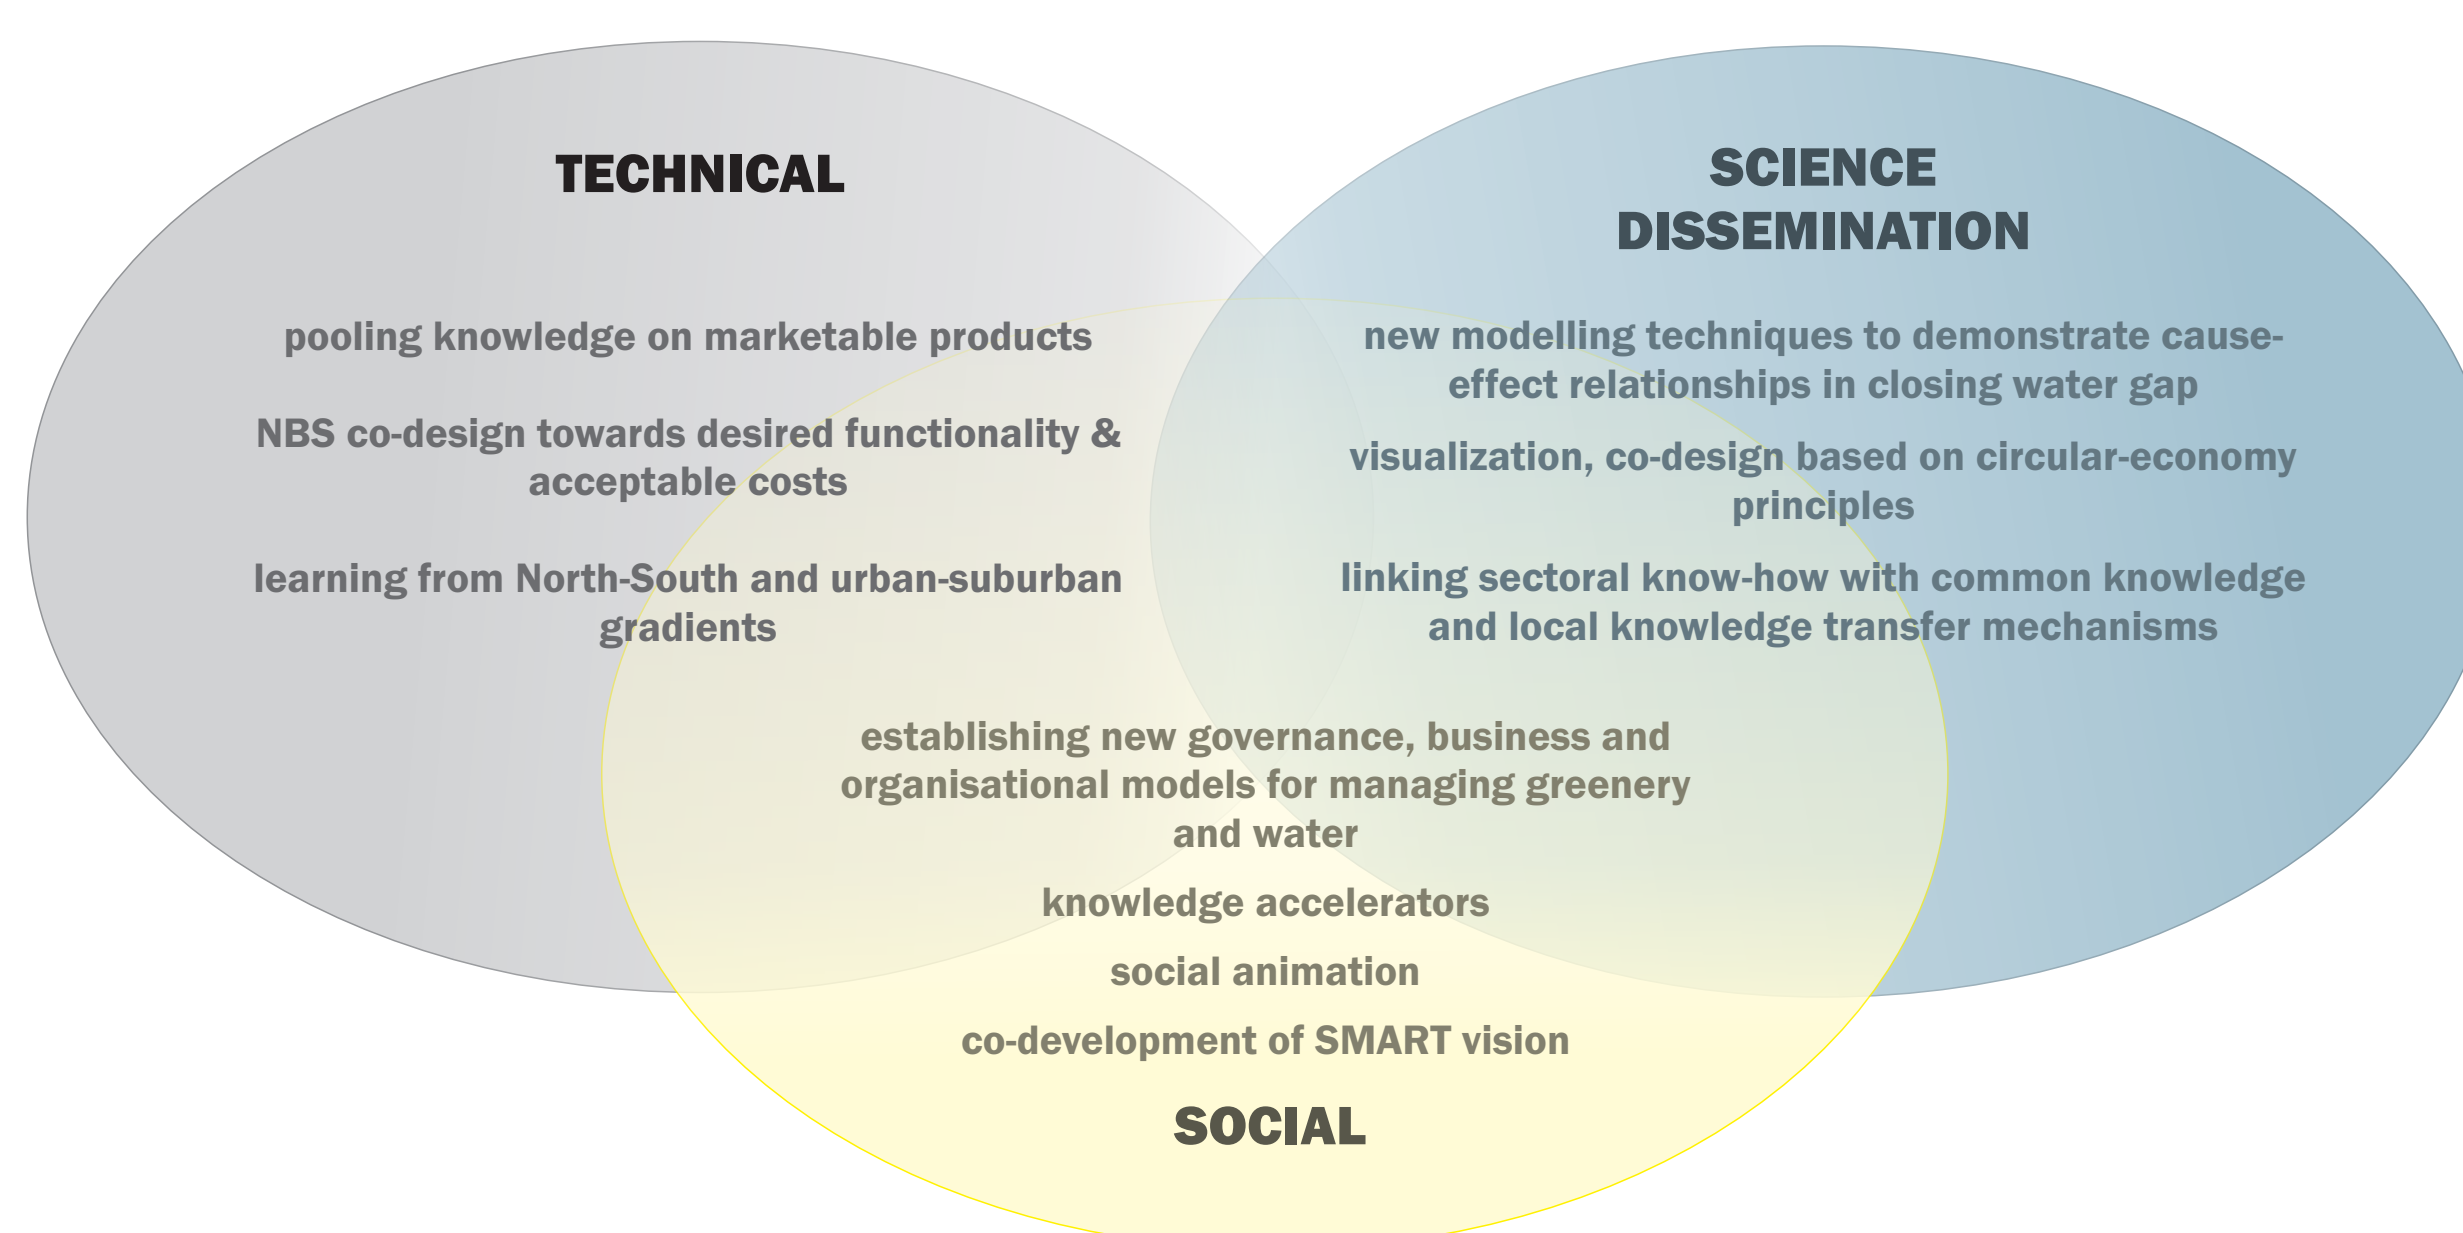 TECHNICAL
pooling knowledge on marketable products
NBS co-design towards desired functionality &
acceptable costs
learning from North-South and urban-suburban
gradients
SCIENCE
DISSEMINATION
new modelling techniques to demonstrate cause-
effect relationships in closing water gap
visualization, co-design based on circular-economy
principles
linking sectoral know-how with common knowledge
and local knowledge transfer mechanisms
establishing new governance, business and
organisational models for managing greenery
and water
knowledge accelerators
social animation
co-development of SMART vision
SOCIAL